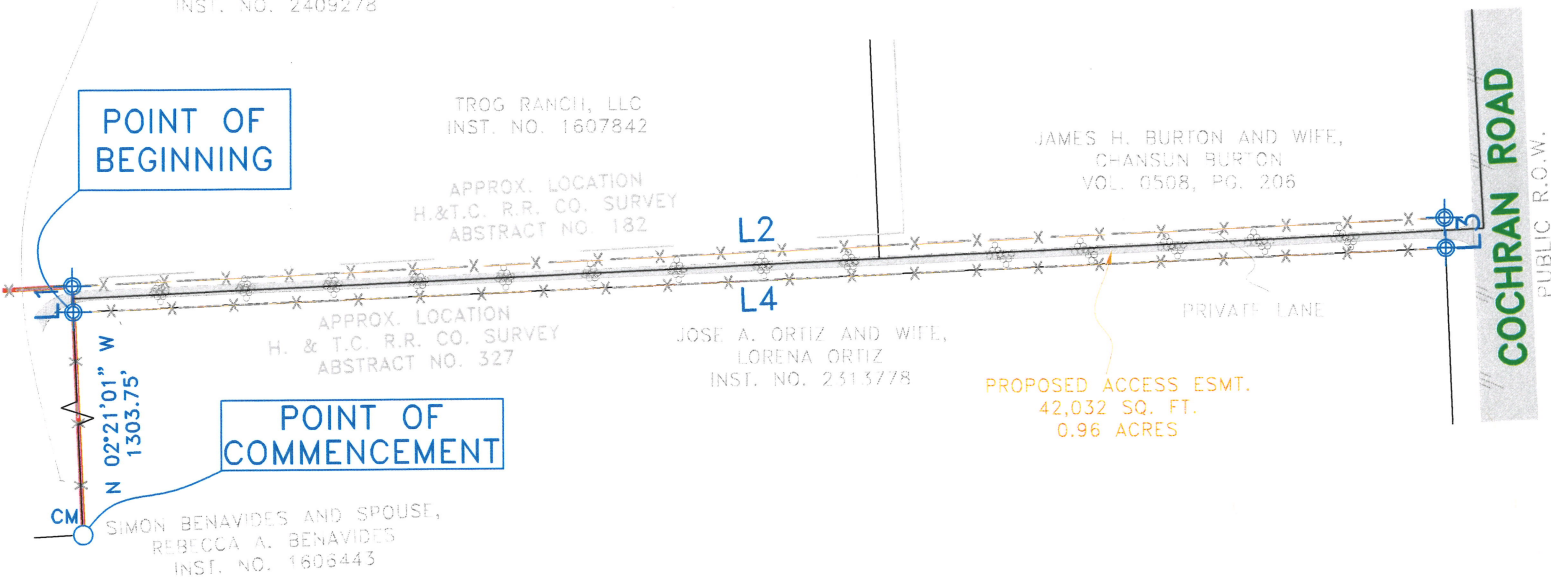 INST. NO. 2409278
POINT OF
BEGINNING
TROG RANCH, LLC
INST. NO. 1607842
APPROX. LOCATION
H.&T.C. R.R. CO. SURVEY
ABSTRACT NO. 182
JAMES H. BURTON AND WIFE,
CHANSUN BURTON
VOL. 0508, PG. 206
COCHRAN ROAD
PUBLIC R.O.W.
L1
L2
L3
L4
APPROX. LOCATION
H. & T.C. R.R. CO. SURVEY
ABSTRACT NO. 327
JOSE A. ORTIZ AND WIFE,
LORENA ORTIZ
INST. NO. 2313778
PRIVATE LANE
PROPOSED ACCESS ESMT.
42,032 SQ. FT.
0.96 ACRES
N 02°21'01" W
1303.75'
POINT OF
COMMENCEMENT
CM
SIMON BENAVIDES AND SPOUSE,
REBECCA A. BENAVIDES
INST. NO. 1606443